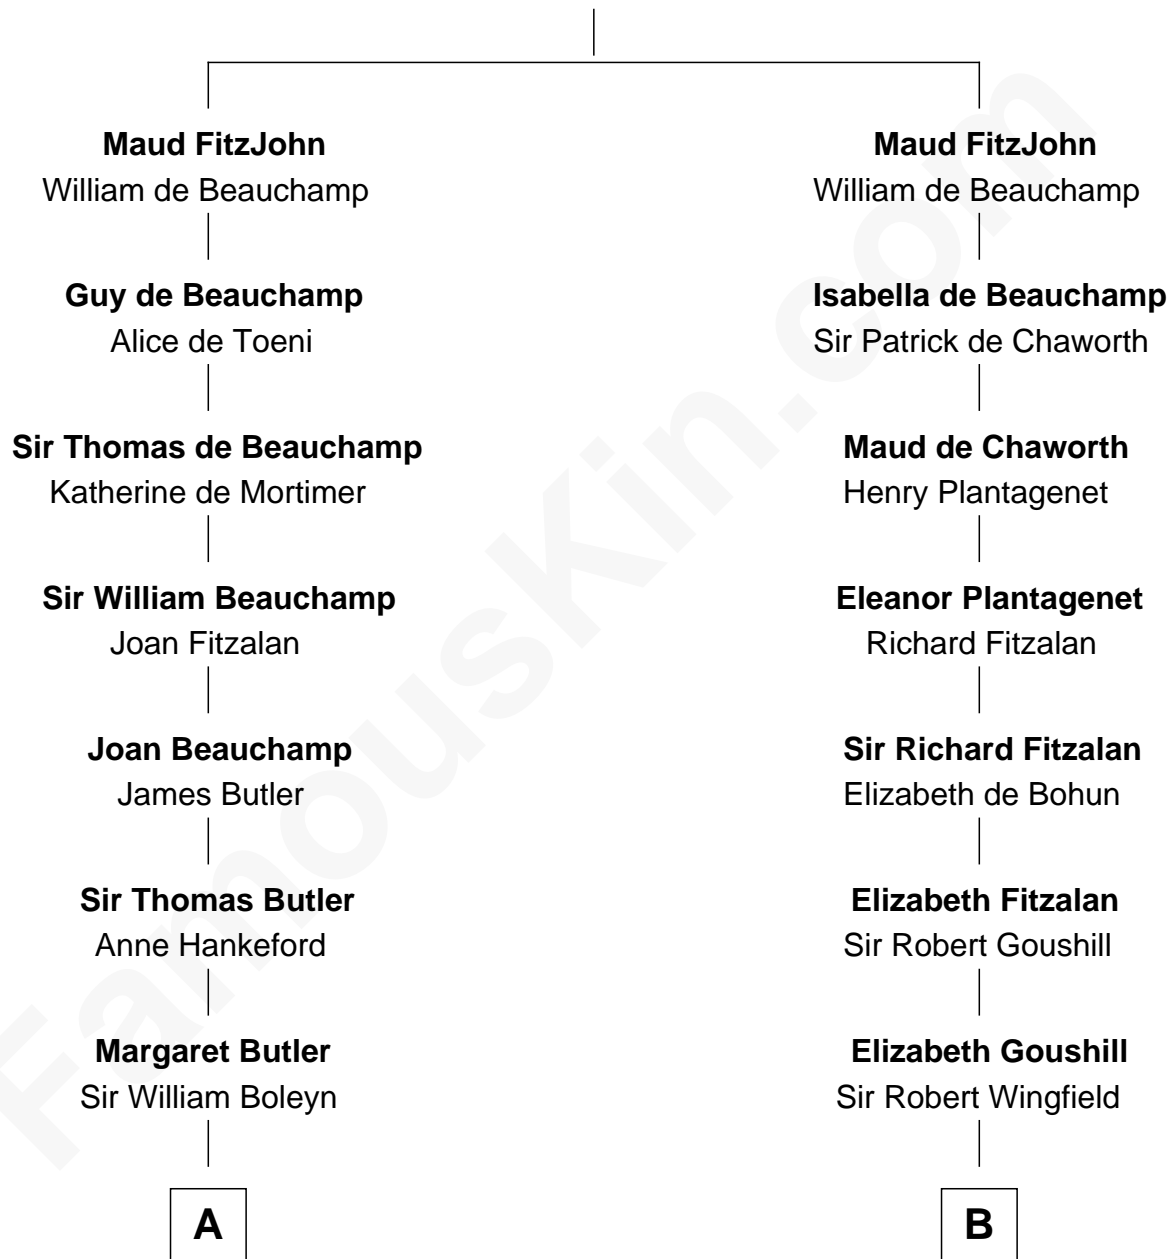 Maud FitzJohn
William de Beauchamp
Guy de Beauchamp
Alice de Toeni
Sir Thomas de Beauchamp
Katherine de Mortimer
Sir William Beauchamp
Joan Fitzalan
Joan Beauchamp
James Butler
Sir Thomas Butler
Anne Hankeford
Margaret Butler
Sir William Boleyn
A
Maud FitzJohn
William de Beauchamp
Isabella de Beauchamp
Sir Patrick de Chaworth
Maud de Chaworth
Henry Plantagenet
Eleanor Plantagenet
Richard Fitzalan
Sir Richard Fitzalan
Elizabeth de Bohun
Elizabeth Fitzalan
Sir Robert Goushill
Elizabeth Goushill
Sir Robert Wingfield
B
FamousKin.com